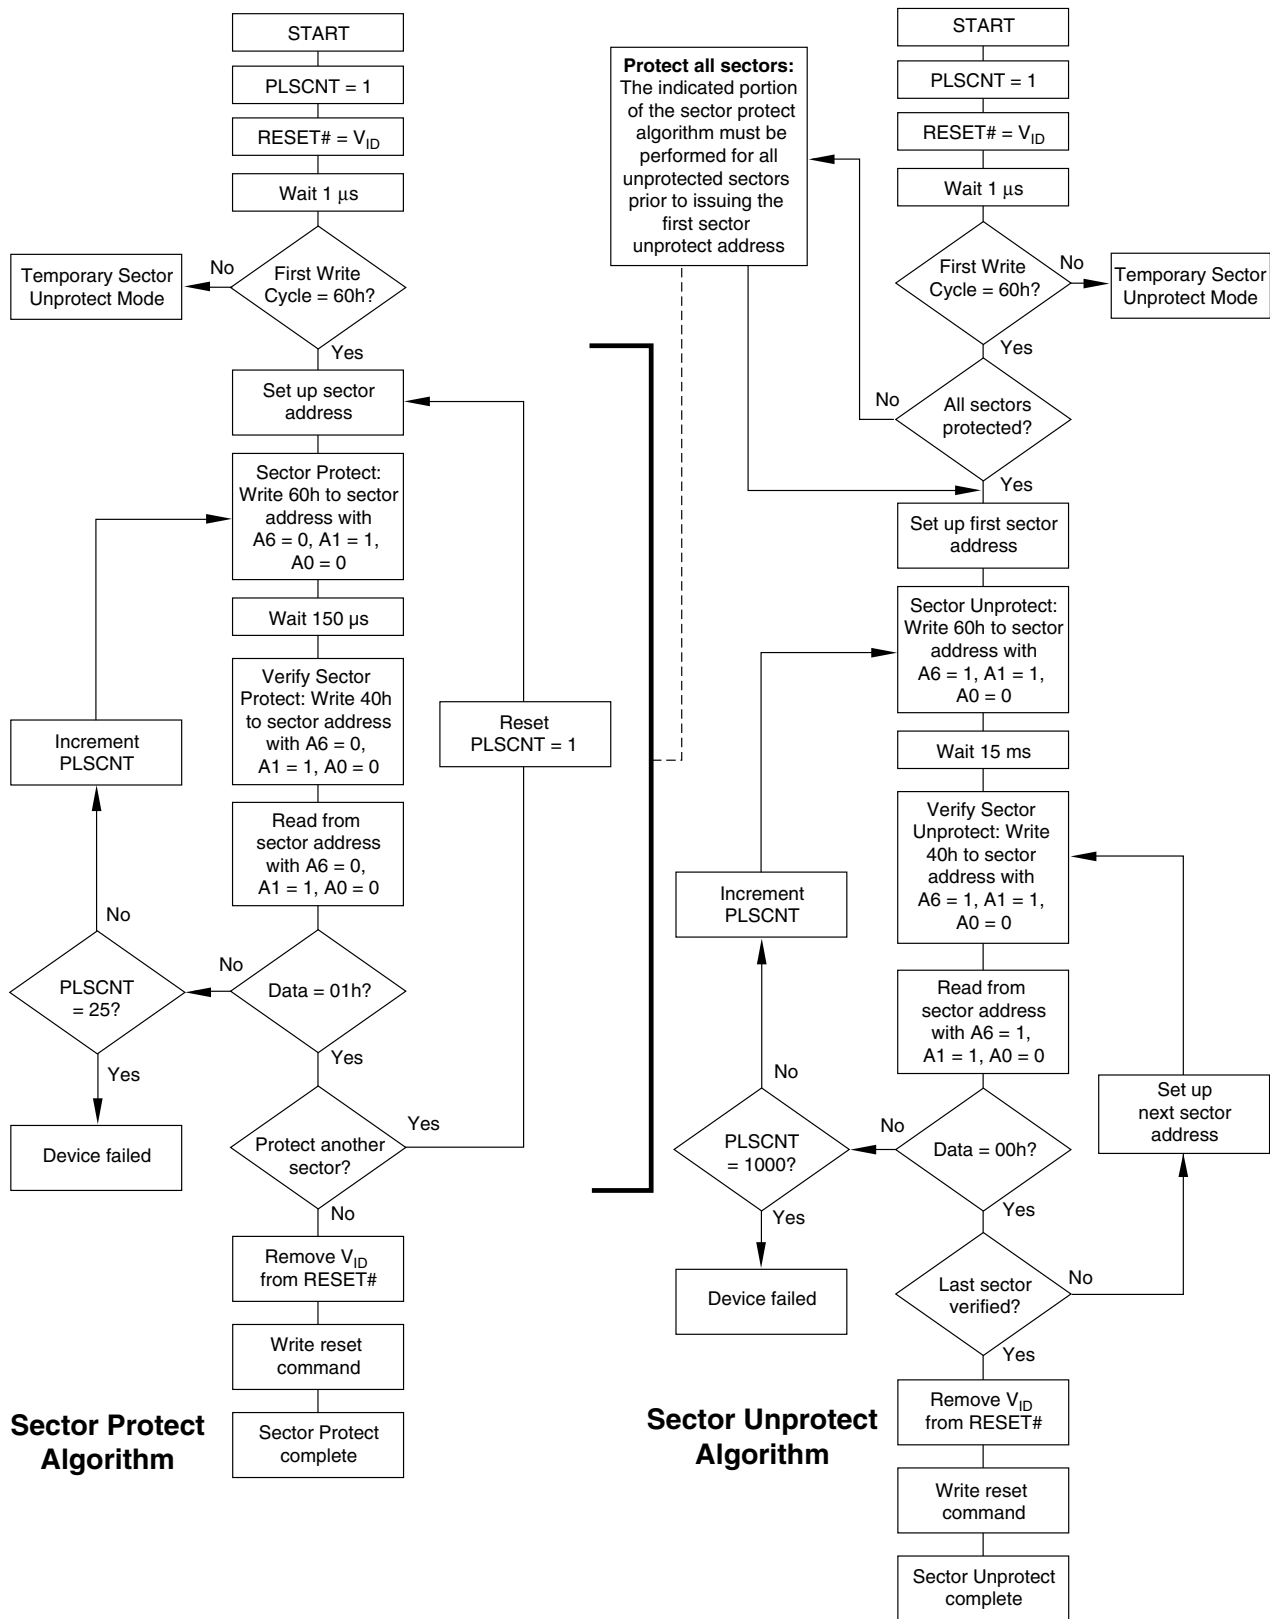 START
PLSCNT = 1
RESET# = VID
Wait 1 μs
First Write
Cycle = 60h?
No
Temporary Sector
Unprotect Mode
Yes
Set up sector
address
Sector Protect:
Write 60h to sector
address with
A6 = 0, A1 = 1,
A0 = 0
Wait 150 µs
Verify Sector
Protect: Write 40h
to sector address
with A6 = 0,
A1 = 1, A0 = 0
Read from
sector address
with A6 = 0,
A1 = 1, A0 = 0
Data = 01h?
No
PLSCNT
= 25?
No
Increment
PLSCNT
Yes
Device failed
Yes
Protect another
sector?
Yes
Reset
PLSCNT = 1
No
Remove VID
from RESET#
Write reset
command
Sector Protect
complete
Sector Protect
Algorithm
Protect all sectors:
The indicated portion
of the sector protect
algorithm must be
performed for all
unprotected sectors
prior to issuing the
first sector
unprotect address
START
PLSCNT = 1
RESET# = VID
Wait 1 μs
First Write
Cycle = 60h?
No
Temporary Sector
Unprotect Mode
Yes
All sectors
protected?
No
Yes
Set up first sector
address
Sector Unprotect:
Write 60h to sector
address with
A6 = 1, A1 = 1,
A0 = 0
Wait 15 ms
Verify Sector
Unprotect: Write
40h to sector
address with
A6 = 1, A1 = 1,
A0 = 0
Read from
sector address
with A6 = 1,
A1 = 1, A0 = 0
Data = 00h?
No
PLSCNT
= 1000?
No
Increment
PLSCNT
Yes
Device failed
Yes
Last sector
verified?
No
Set up
next sector
address
Yes
Remove VID
from RESET#
Write reset
command
Sector Unprotect
complete
Sector Unprotect
Algorithm